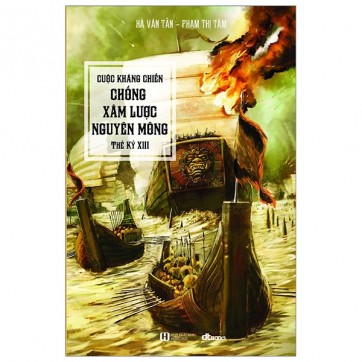 HÀ VĂN TẤN - PHẠM THỊ TÂM
CUỘC KHÁNG CHIẾN
CHỐNG
XÂM LƯỢC
NGUYÊN MÔNG
THẾ KỶ XIII